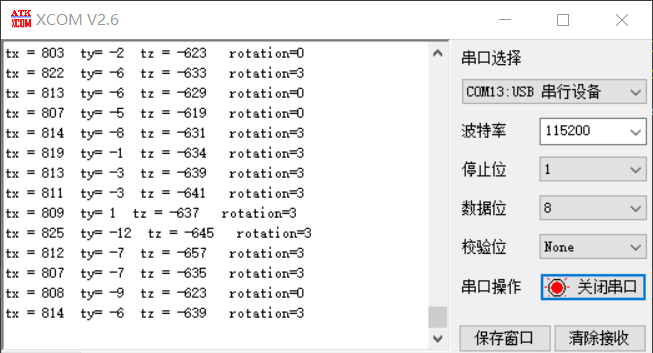 ATK
XCOM
XCOM V2.6
tx = 803  ty= -2  tz = -623   rotation=0
tx = 822  ty= -6  tz = -633   rotation=3
tx = 813  ty= -6  tz = -629   rotation=0
tx = 807  ty= -5  tz = -619   rotation=0
tx = 814  ty= -8  tz = -631   rotation=3
tx = 819  ty= -1  tz = -634   rotation=3
tx = 813  ty= -3  tz = -639   rotation=3
tx = 811  ty= -3  tz = -641   rotation=3
tx = 809  ty= 1  tz = -637   rotation=3
tx = 825  ty= -12  tz = -645   rotation=3
tx = 812  ty= -7  tz = -657   rotation=3
tx = 807  ty= -7  tz = -635   rotation=3
tx = 808  ty= -9  tz = -623   rotation=0
tx = 814  ty= -6  tz = -639   rotation=3
串口选择
COM13:USB 串行设备
波特率 115200
停止位 1
数据位 8
校验位 None
串口操作 关闭串口
保存窗口 清除接收